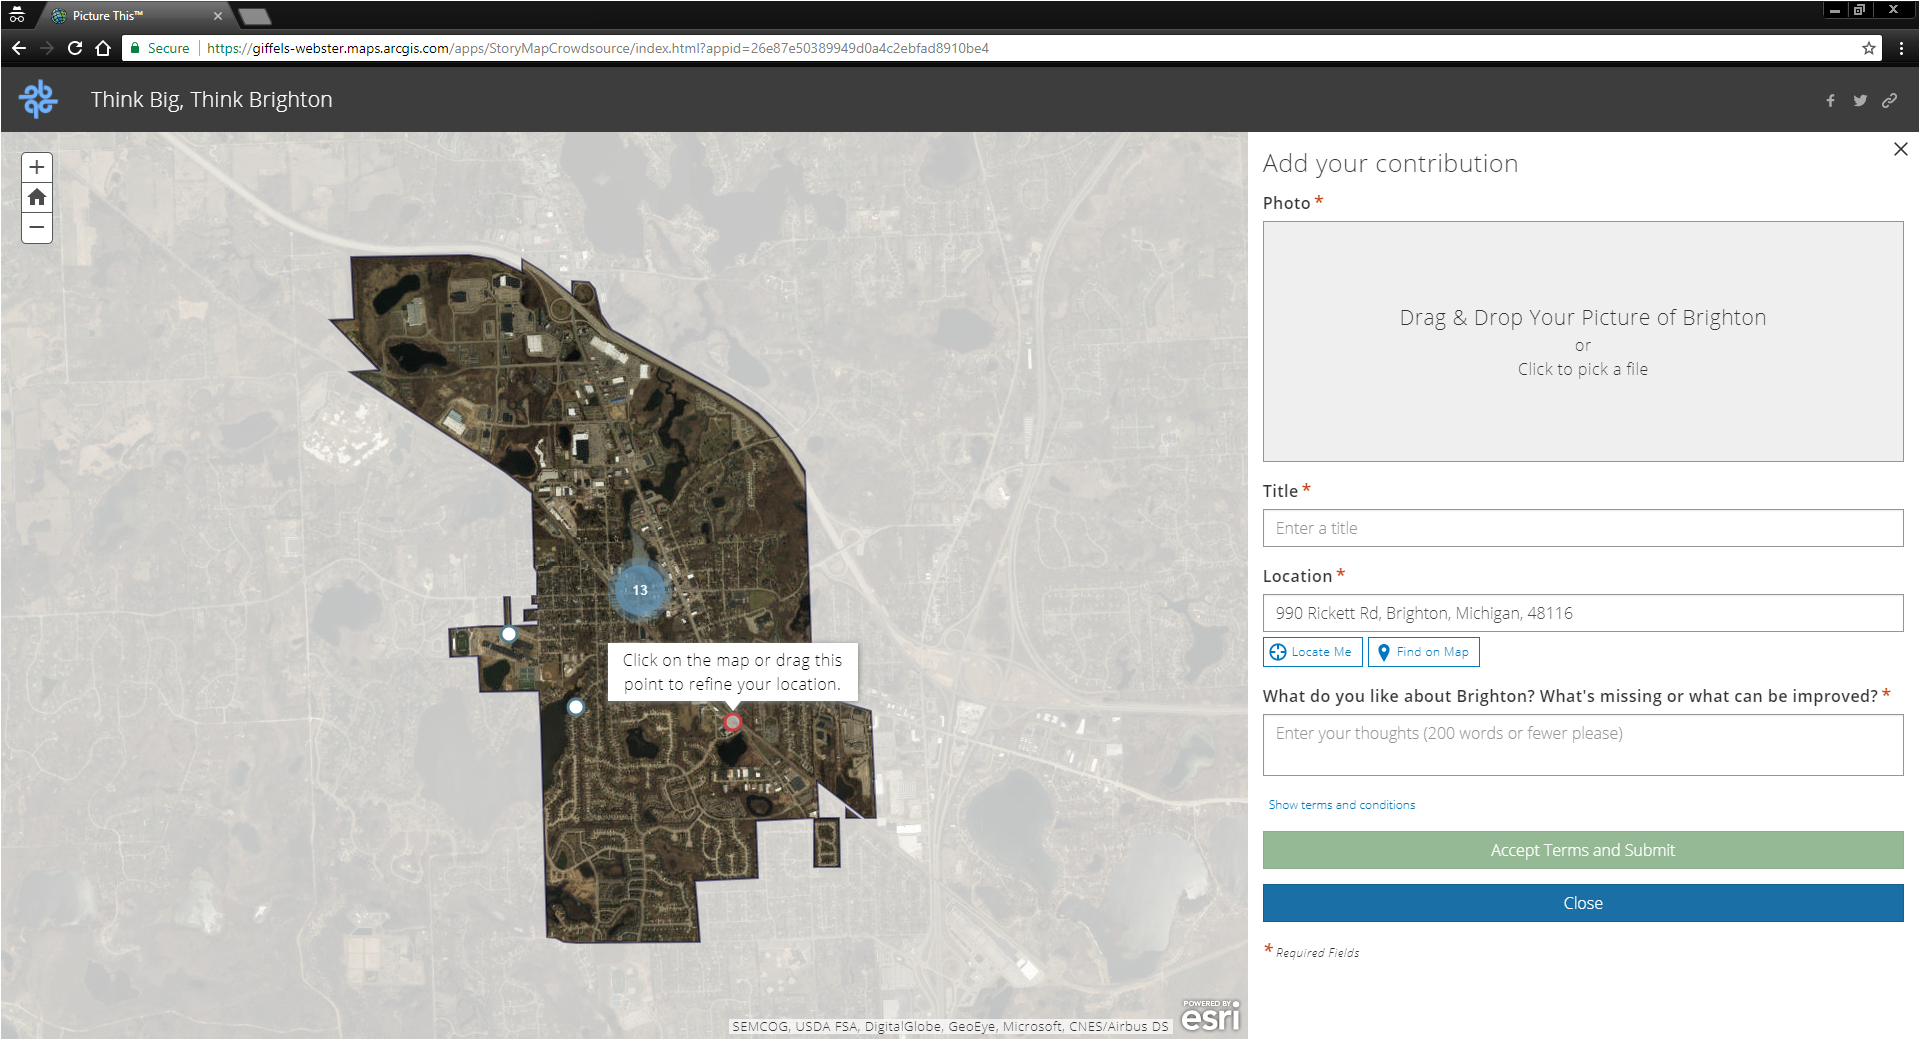 Picture This™
Secure
https://giffels-webster.maps.arcgis.com/apps/StoryMapCrowdsource/index.html?appid=26e87e50389949d0a4c2ebfad8910be4
Think Big, Think Brighton
13
Click on the map or drag this
point to refine your location.
SEMCOG, USDA FSA, DigitalGlobe, GeoEye, Microsoft, CNES/Airbus DS
POWERED BY
esri
Add your contribution
Photo *
Drag & Drop Your Picture of Brighton
or
Click to pick a file
Title *
Enter a title
Location *
990 Rickett Rd, Brighton, Michigan, 48116
Locate Me
Find on Map
What do you like about Brighton? What's missing or what can be improved? *
Enter your thoughts (200 words or fewer please)
Show terms and conditions
Accept Terms and Submit
Close
* Required Fields